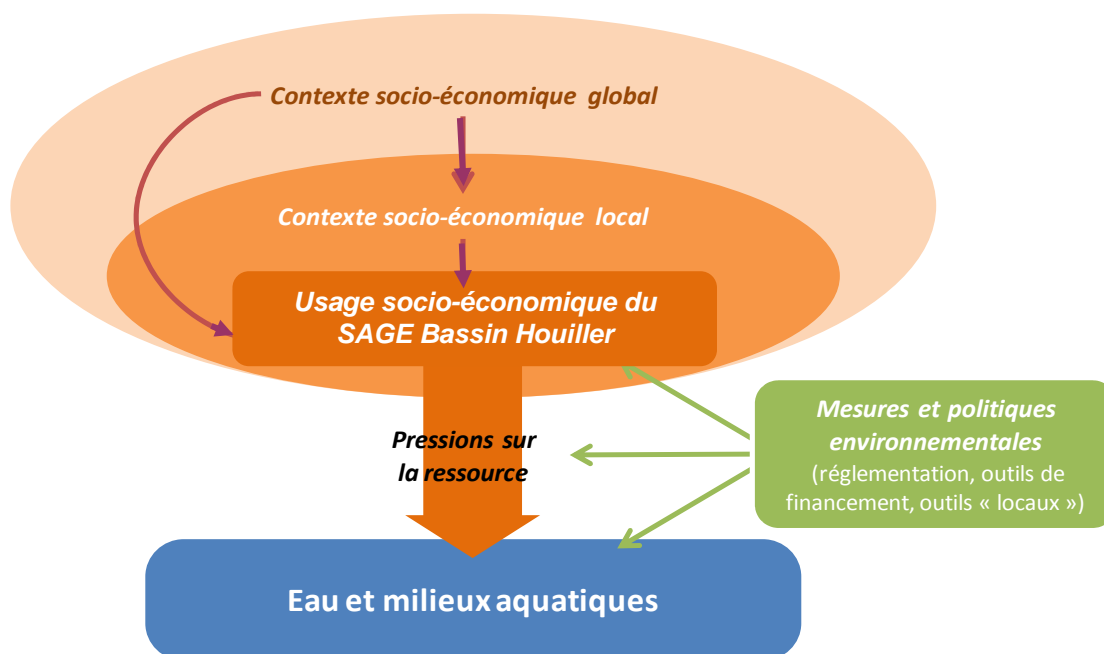 Contexte socio-économique global
Contexte socio-économique local
Usage socio-économique du
SAGE Bassin Houiller
Pressions sur
la ressource
Mesures et politiques
environnementales
(réglementation, outils de
financement, outils « locaux »)
Eau et milieux aquatiques